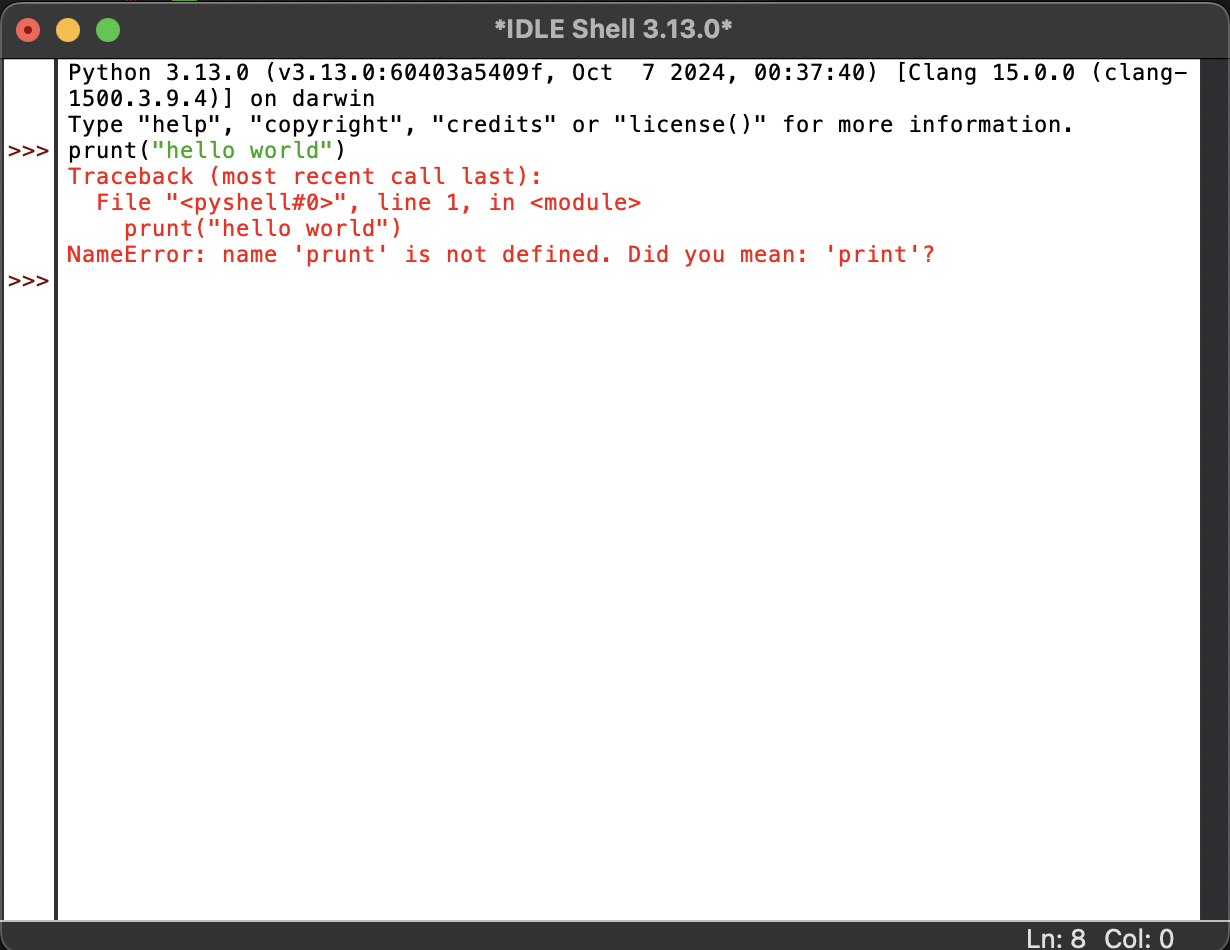 *IDLE Shell 3.13.0*
Python 3.13.0 (v3.13.0:60403a5409f, Oct  7 2024, 00:37:40) [Clang 15.0.0 (clang-
1500.3.9.4)] on darwin
Type "help", "copyright", "credits" or "license()" for more information.
>>> prunt("hello world")
Traceback (most recent call last):
  File "<pyshell#0>", line 1, in <module>
    prunt("hello world")
NameError: name 'prunt' is not defined. Did you mean: 'print'?
>>>
Ln: 8 Col: 0